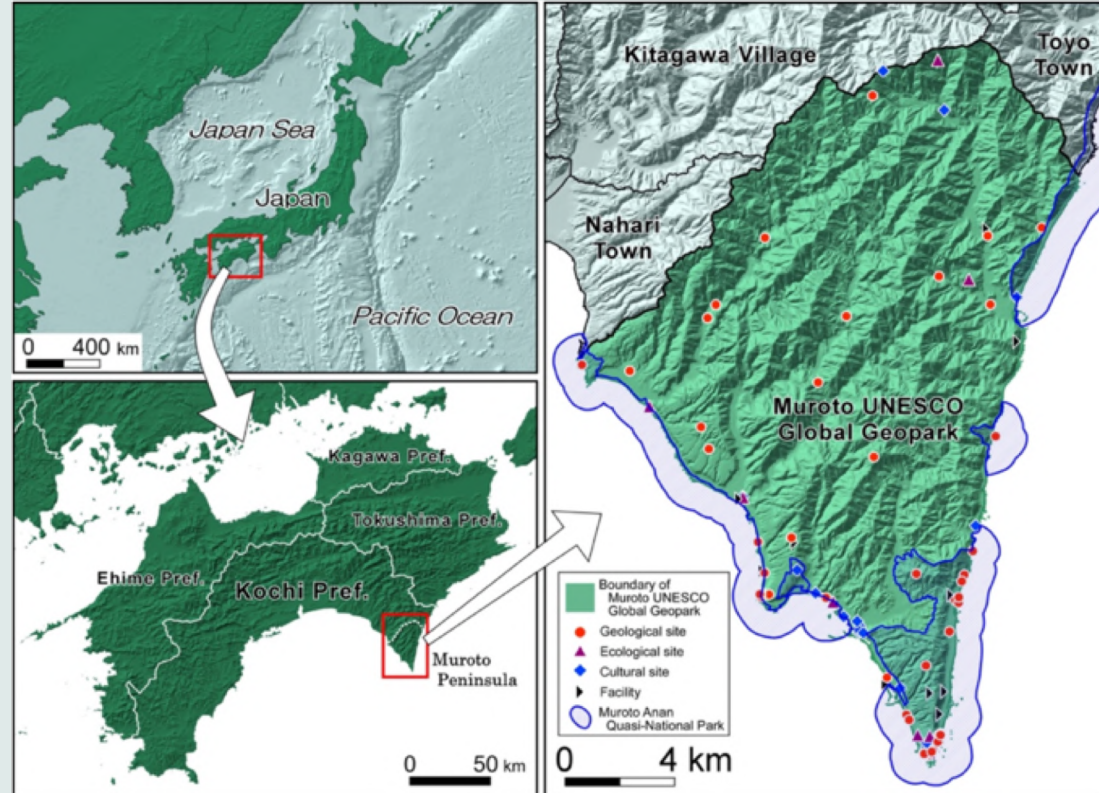 Japan Sea
Japan
Pacific Ocean
0 400 km
Kagawa Pref.
Tokushima Pref.
Ehime Pref.
Kochi Pref.
Muroto
Peninsula
0 50 km
Kitagawa Village
Toyo
Town
Nahari
Town
Muroto UNESCO
Global Geopark
Boundary of
Muroto UNESCO
Global Geopark
Geological site
Ecological site
Cultural site
Facility
Muroto Anan
Quasi-National Park
0 4 km